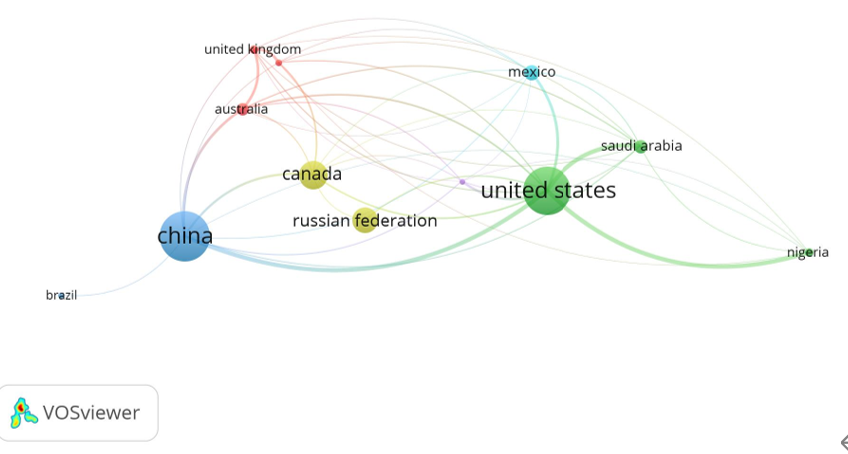 united kingdom
mexico
australia
saudi arabia
canada
united states
russian federation
china
nigeria
brazil
VOSviewer